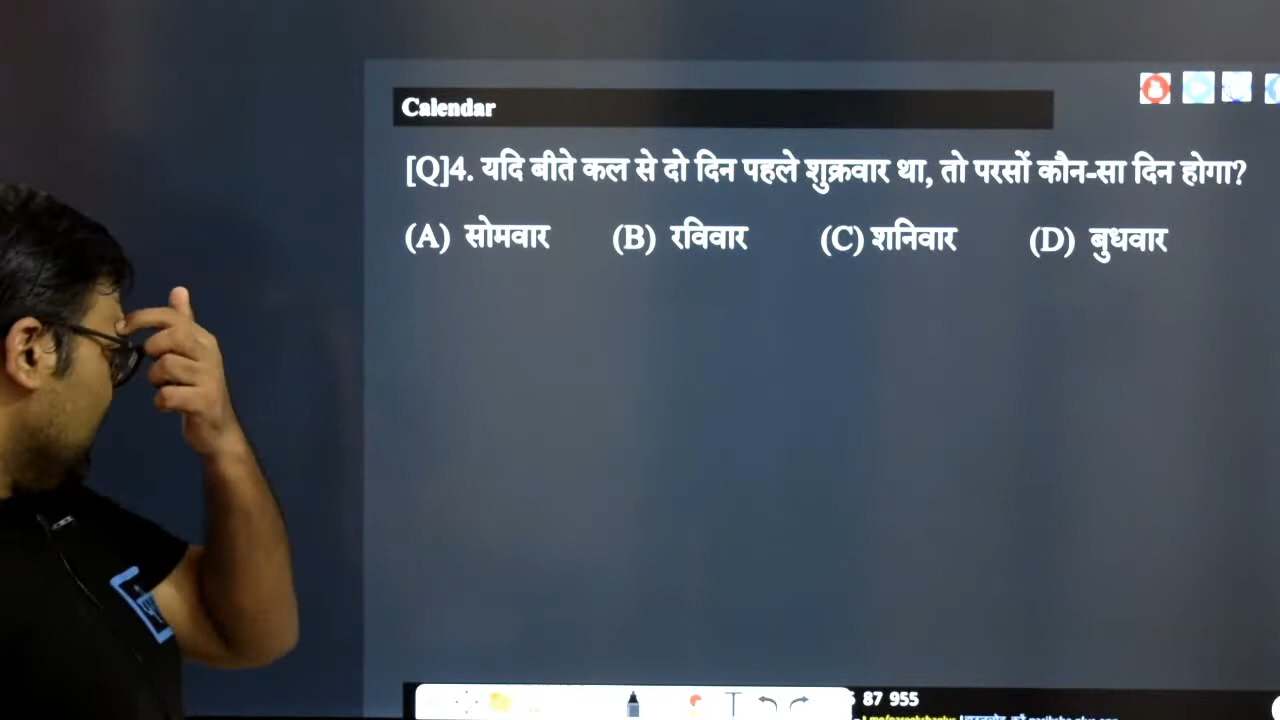 Calendar
[Q]4. यदि बीते कल से दो दिन पहले शुक्रवार था, तो परसों कौन-सा दिन होगा?
(A) सोमवार (B) रविवार (C) शनिवार (D) बुधवार
87 955